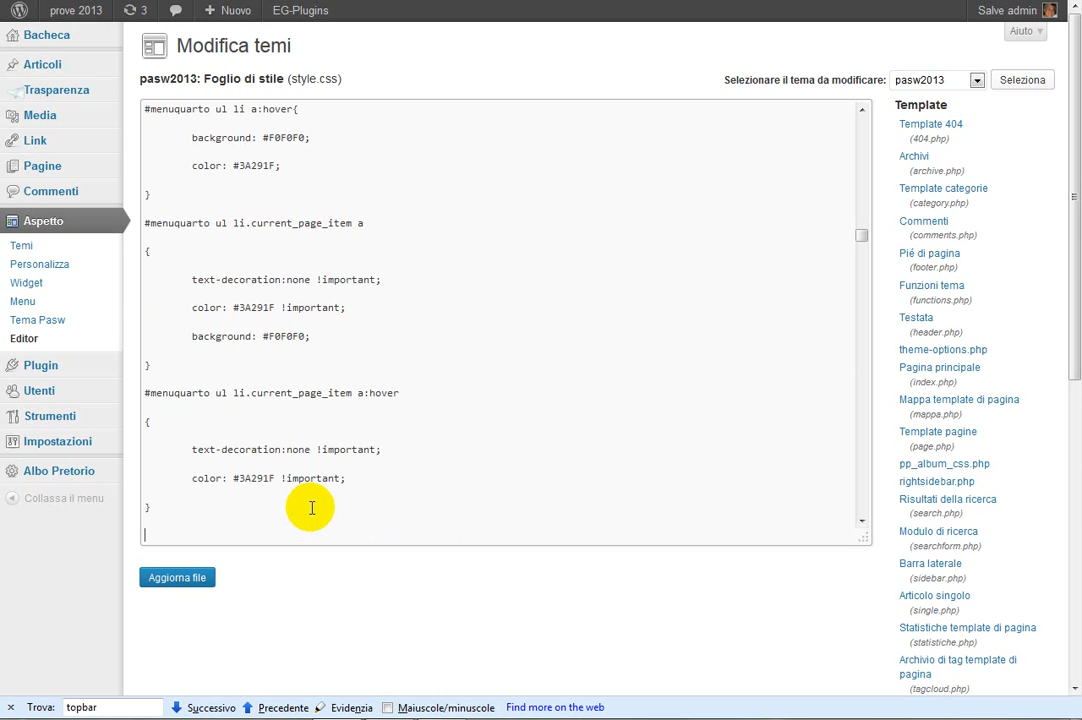 prove 2013 3 Nuovo EG-Plugins Salve admin
Aiuto
Bacheca
Articoli
Trasparenza
Media
Link
Pagine
Commenti
Aspetto
Temi
Personalizza
Widget
Menu
Tema Pasw
Editor
Plugin
Utenti
Strumenti
Impostazioni
Albo Pretorio
Collassa il menu
Modifica temi
pasw2013: Foglio di stile (style.css)
Selezionare il tema da modificare: pasw2013 Seleziona
#menuquarto ul li a:hover{
background: #F0F0F0;
color: #3A291F;
}
#menuquarto ul li.current_page_item a
{
text-decoration:none !important;
color: #3A291F !important;
background: #F0F0F0;
}
#menuquarto ul li.current_page_item a:hover
{
text-decoration:none !important;
color: #3A291F !important;
}
Aggiorna file
Template
Template 404
(404.php)
Archivi
(archive.php)
Template categorie
(category.php)
Commenti
(comments.php)
Pié di pagina
(footer.php)
Funzioni tema
(functions.php)
Testata
(header.php)
theme-options.php
Pagina principale
(index.php)
Mappa template di pagina
(mappa.php)
Template pagine
(page.php)
pp_album_css.php)
rightsidebar.php)
Risultati della ricerca
(search.php)
Modulo di ricerca
(searchform.php)
Barra laterale
(sidebar.php)
Articolo singolo
(single.php)
Statistiche template di pagina
(statistiche.php)
Archivio di tag template di
pagina
(tagcloud.php)
Trova: topbar Successivo Precedente Evidenzia Maiuscole/minuscole Find more on the web